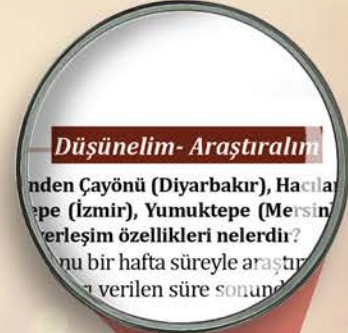 Düşünelim- Araştıralım
nden Çayönü (Diyarbakır), Hacılar
epe (İzmir), Yumuktepe (Mersin)
yerleşim özellikleri nelerdir?
nu bir hafta süreyle araştır
verilen süre sonund